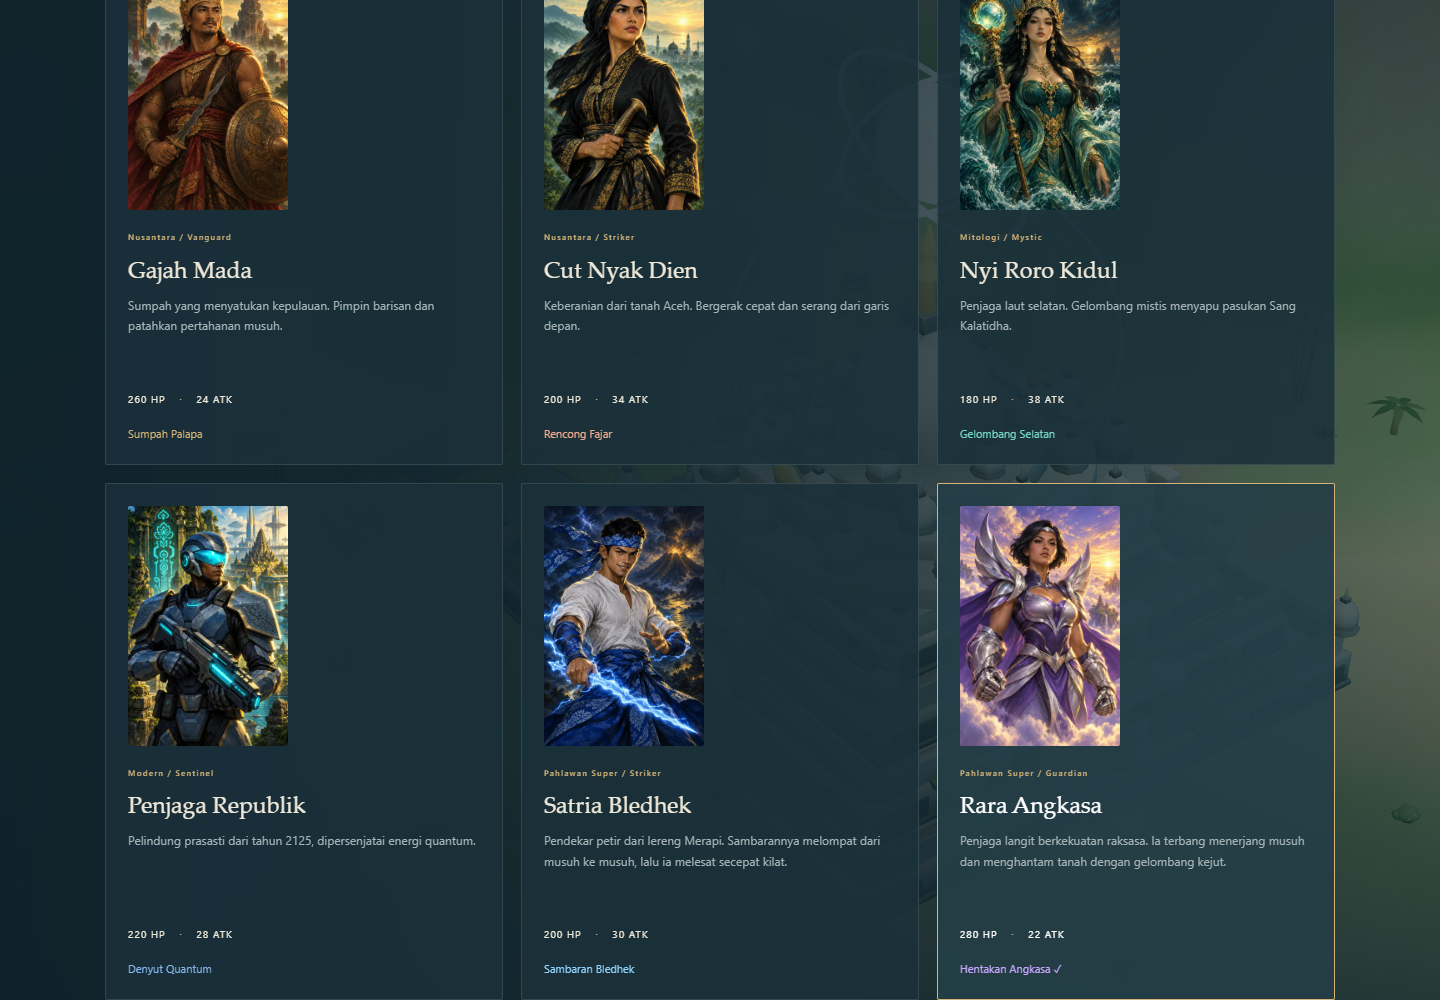 Nusantara / Vanguard
Gajah Mada
Sumpah yang menyatukan kepulauan. Pimpin barisan dan
patahkan pertahanan musuh.
260 HP · 24 ATK
Sumpah Palapa
Nusantara / Striker
Cut Nyak Dien
Keberanian dari tanah Aceh. Bergerak cepat dan serang dari garis
depan.
200 HP · 34 ATK
Rencong Fajar
Mitologi / Mystic
Nyi Roro Kidul
Penjaga laut selatan. Gelombang mistis menyapu pasukan Sang
Kalatidha.
180 HP · 38 ATK
Gelombang Selatan
Modern / Sentinel
Penjaga Republik
Pelindung prasasti dari tahun 2125, dipersenjatai energi quantum.
220 HP · 28 ATK
Denyut Quantum
Pahlawan Super / Striker
Satria Bledhek
Pendekar petir dari lereng Merapi. Sambarannya melompat dari
musuh ke musuh, lalu ia melesat secepat kilat.
200 HP · 30 ATK
Sambaran Bledhek
Pahlawan Super / Guardian
Rara Angkasa
Penjaga langit berkekuatan raksasa. Ia terbang menerjang musuh
dan menghantam tanah dengan gelombang kejut.
280 HP · 22 ATK
Hentakan Angkasa ✓